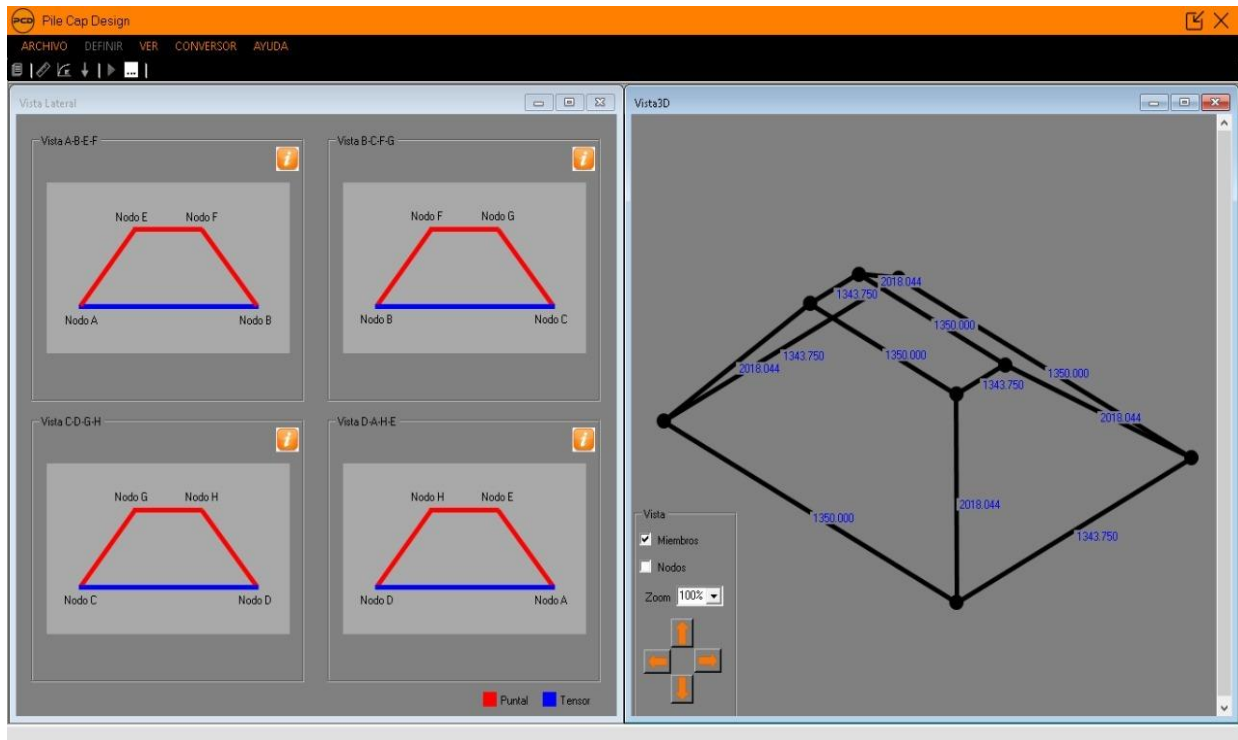 PCD Pile Cap Design
ARCHIVO DEFINIR VER CONVERSOR AYUDA
Vista Lateral
Vista A-B-E-F
i
Nodo E Nodo F
Nodo A Nodo B
Vista B-C-F-G
i
Nodo F Nodo G
Nodo B Nodo C
Vista C-D-G-H
i
Nodo G Nodo H
Nodo C Nodo D
Vista D-A-H-E
i
Nodo H Nodo E
Nodo D Nodo A
Puntal Tensor
Vista3D
2018.044
1343.750
1350.000
1343.750
1350.000
2018.044
1350.000
1343.750
2018.044
2018.044
1350.000
1343.750
Vista
Miembros
Nodos
Zoom 100%